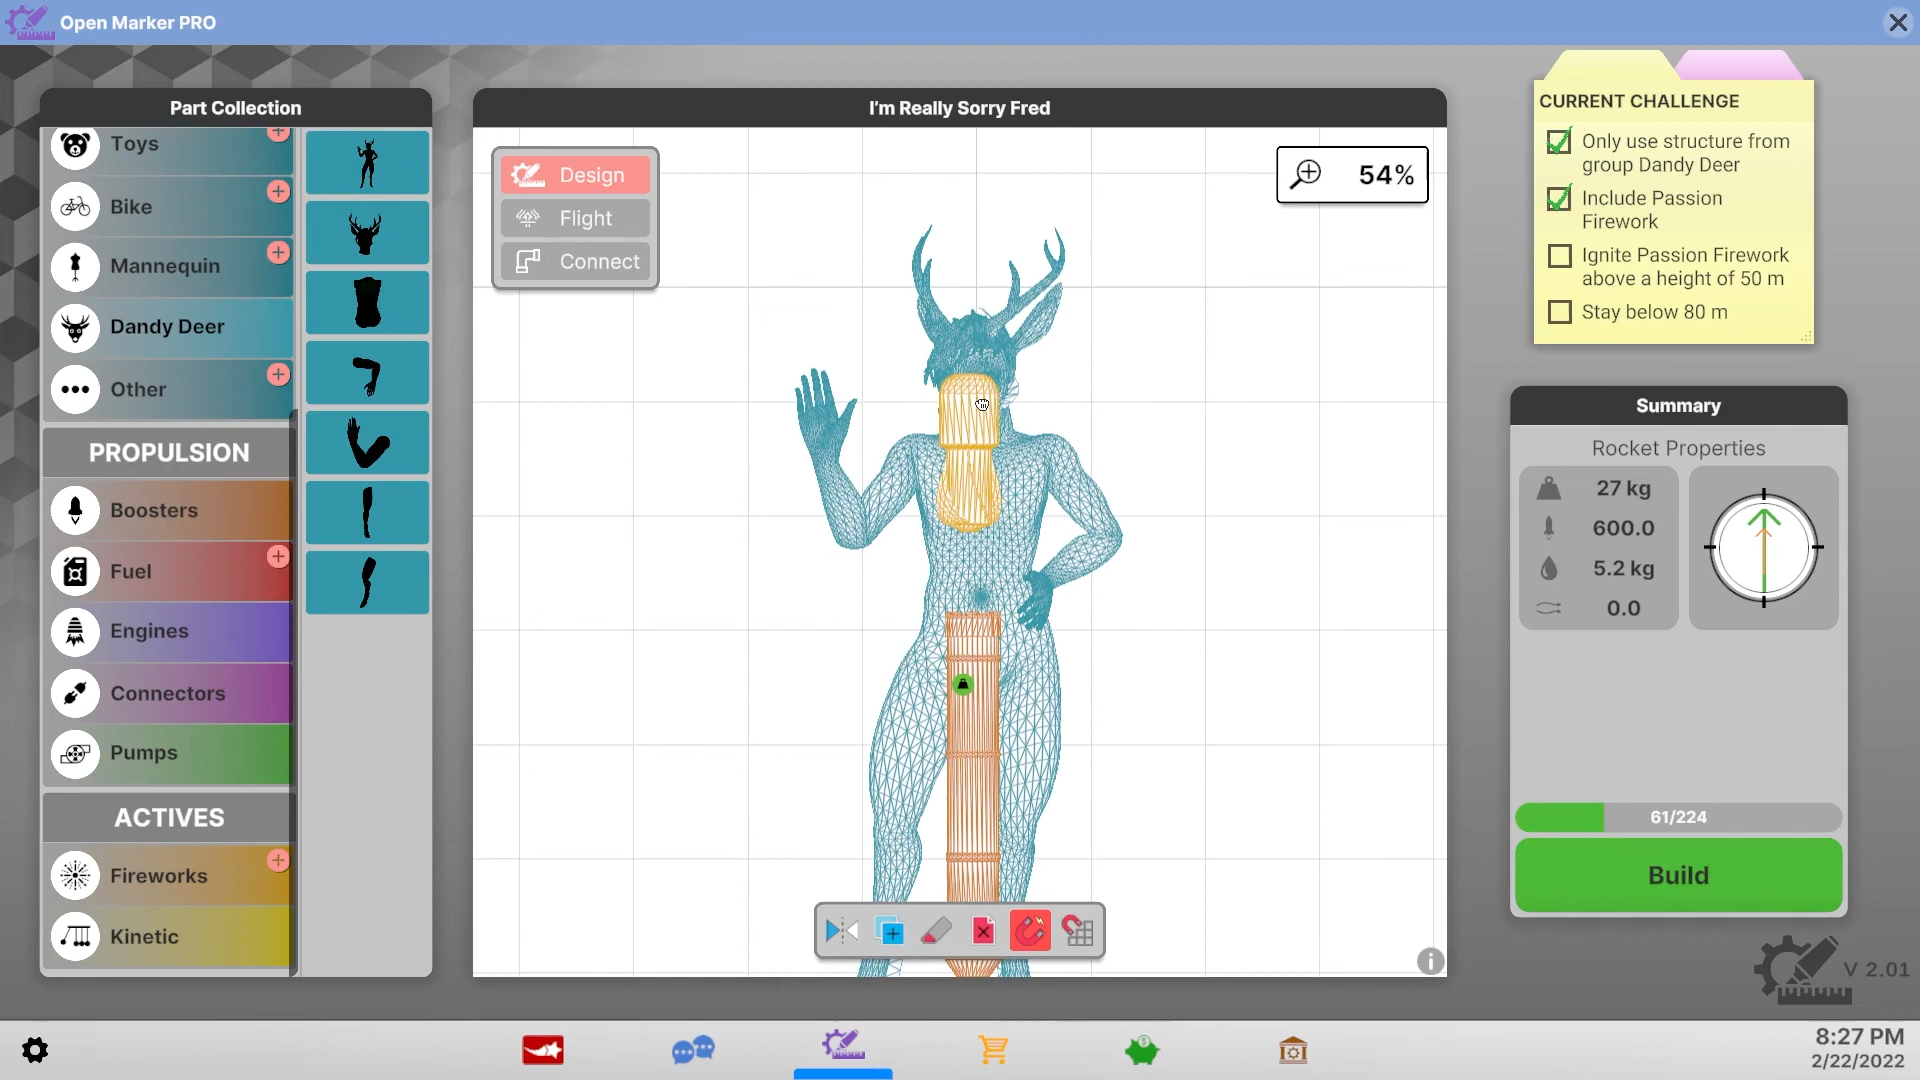 Open Marker PRO
Part Collection
Toys
Bike
Mannequin
Dandy Deer
Other
PROPULSION
Boosters
Fuel
Engines
Connectors
Pumps
ACTIVES
Fireworks
Kinetic
I'm Really Sorry Fred
Design
Flight
Connect
54%
CURRENT CHALLENGE
Only use structure from
group Dandy Deer
Include Passion
Firework
Ignite Passion Firework
above a height of 50 m
Stay below 80 m
Summary
Rocket Properties
27 kg
600.0
5.2 kg
0.0
61/224
Build
V 2.01
8:27 PM
2/22/2022